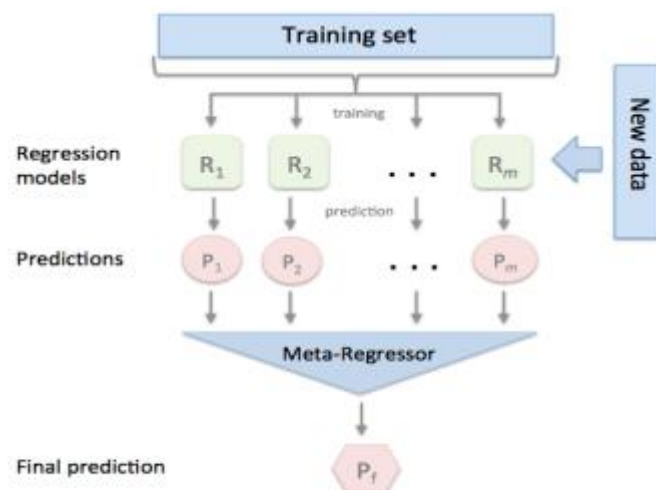 Training set
training
New data
Regression
models
R1 R2 . . . Rm
prediction
Predictions
P1 P2 . . . Pm
Meta-Regressor
Final prediction
Pf